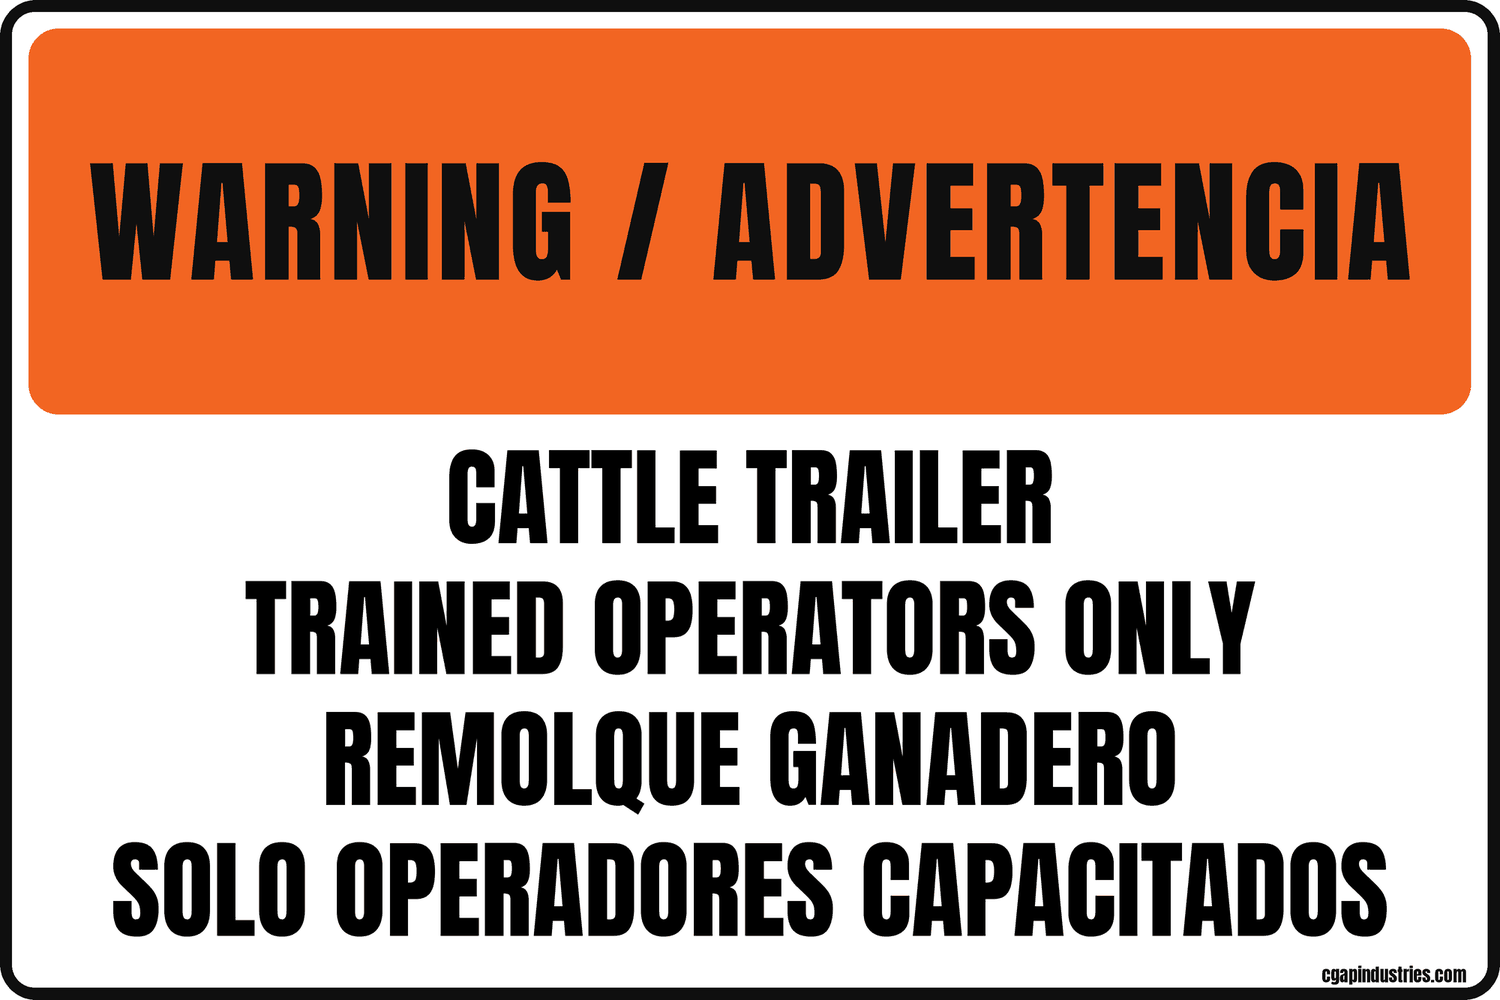 WARNING / ADVERTENCIA
CATTLE TRAILER
TRAINED OPERATORS ONLY
REMOLQUE GANADERO
SOLO OPERADORES CAPACITADOS
cgapindustries.com